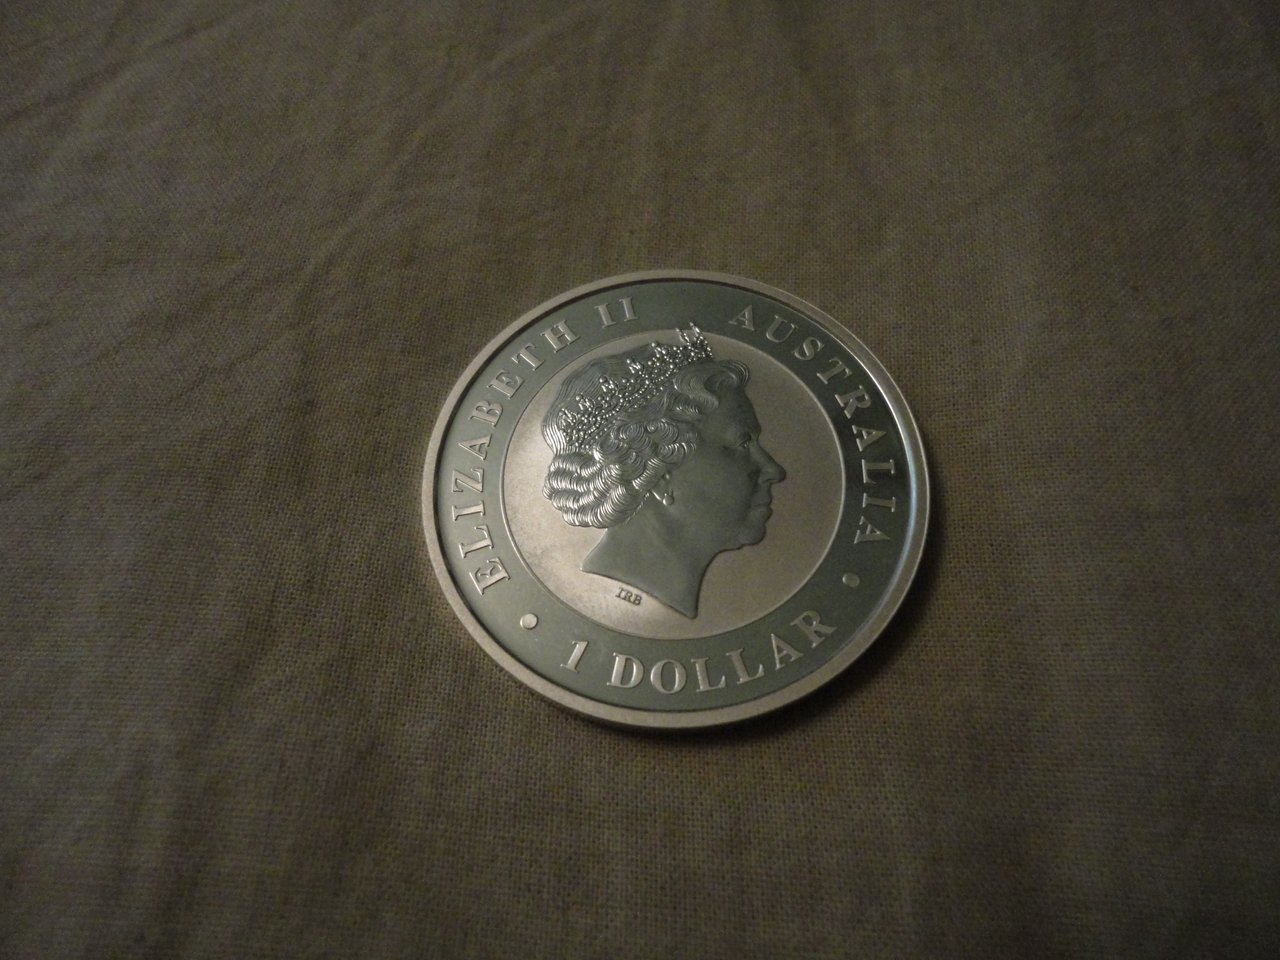 ELIZABETH II AUSTRALIA
1 DOLLAR
IRB